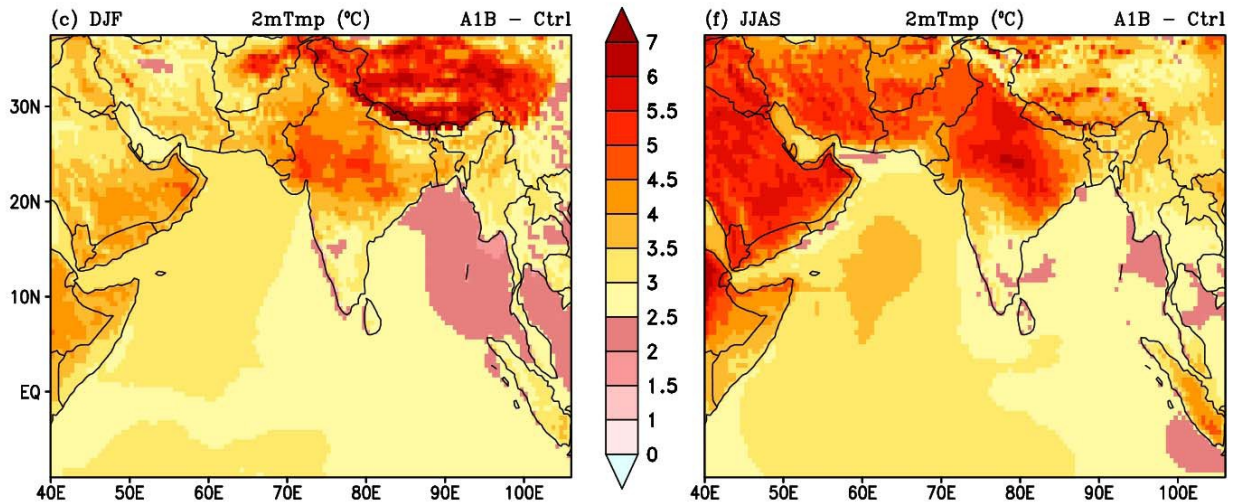 (c) DJF 2mTmp (ºC) A1B − Ctrl
30N
20N
10N
EQ
40E 50E 60E 70E 80E 90E 100E
7
6
5.5
5
4.5
4
3.5
3
2.5
2
1.5
1
0
(f) JJAS 2mTmp (ºC) A1B − Ctrl
40E 50E 60E 70E 80E 90E 100E